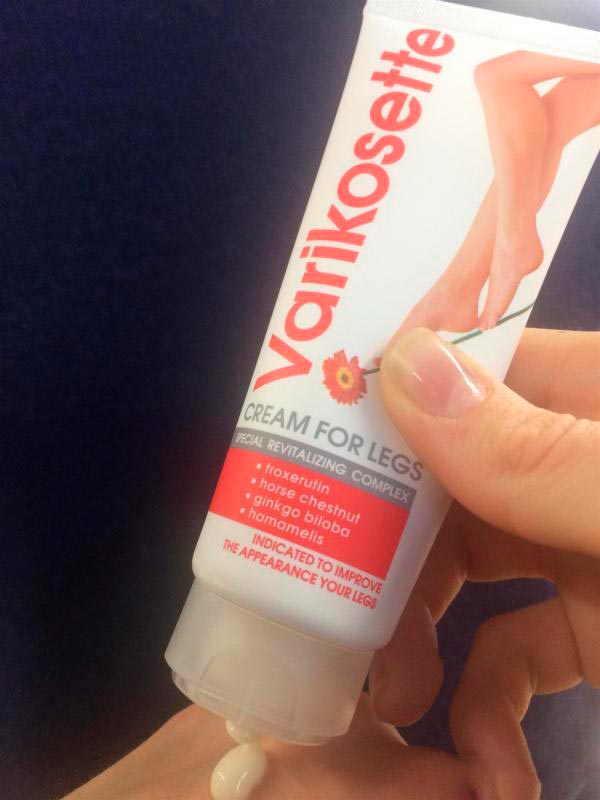 Varikosette
CREAM FOR LEGS
SPECIAL REVITALIZING COMPLEX
• troxerutin
• horse chestnut
• ginkgo biloba
• hamamelis
INDICATED TO IMPROVE
THE APPEARANCE YOUR LEGS